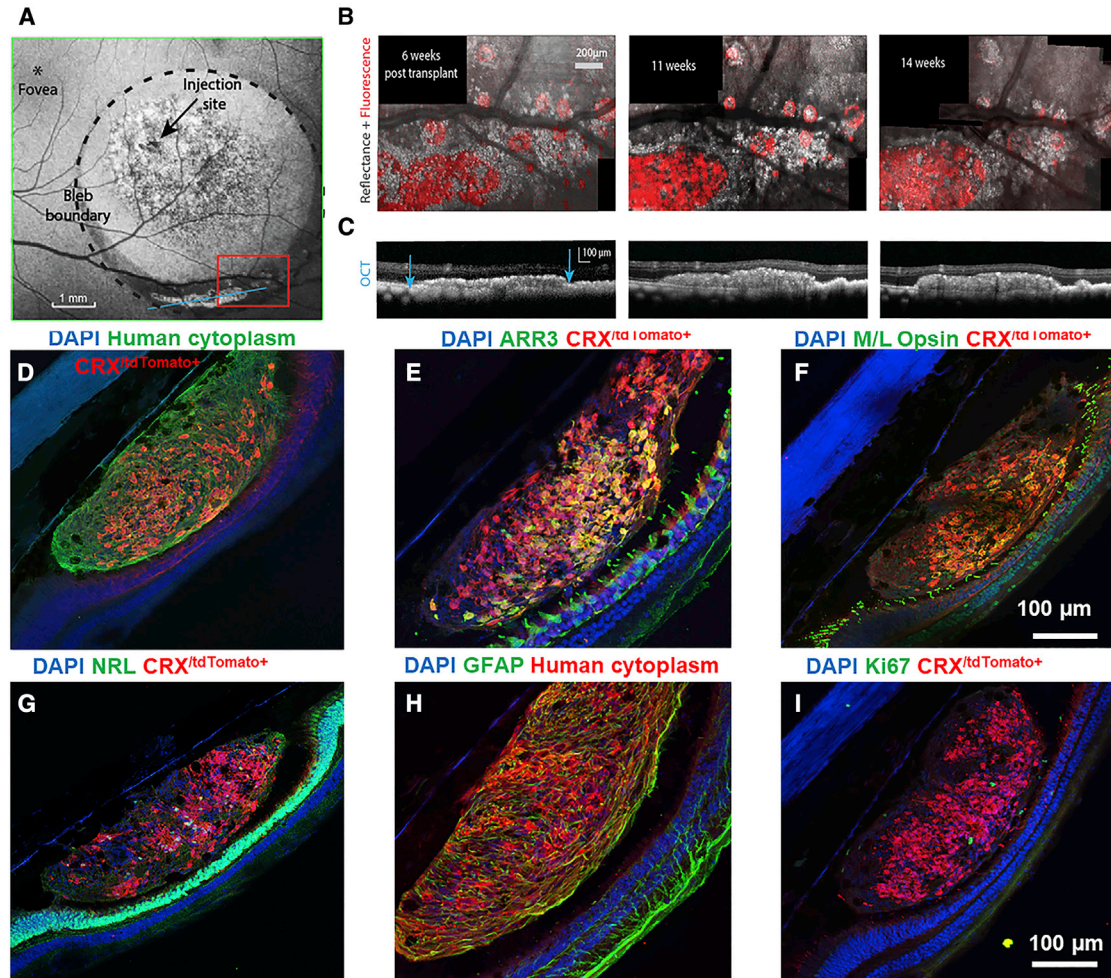 A
*
Fovea
Injection
site
Bleb
boundary
1 mm
B
Reflectance + Fluorescence
6 weeks
post transplant
200µm
11 weeks
14 weeks
C
OCT
100 µm
DAPI Human cytoplasm
CRX/tdTomato+
D
DAPI ARR3 CRX/tdTomato+
E
DAPI M/L Opsin CRX/tdTomato+
F
100 µm
DAPI NRL CRX/tdTomato+
G
DAPI GFAP Human cytoplasm
H
DAPI Ki67 CRX/tdTomato+
I
100 µm